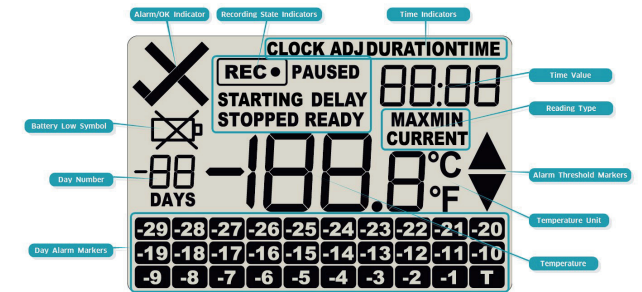 Alarm/OK Indicator
Recording State Indicators
Time Indicators
CLOCK ADJ DURATION TIME
REC PAUSED
88:88
Time Value
STARTING DELAY
MAXMIN
Reading Type
STOPPED READY
CURRENT
Battery Low Symbol
-188.8
°C
-88
Day Number
Alarm Threshold Markers
DAYS
°F
Temperature Unit
-29 -28 -27 -26 -25 -24 -23 -22 -21 -20
Day Alarm Markers
-19 -18 -17 -16 -15 -14 -13 -12 -11 -10
Temperature
-9 -8 -7 -6 -5 -4 -3 -2 -1 T